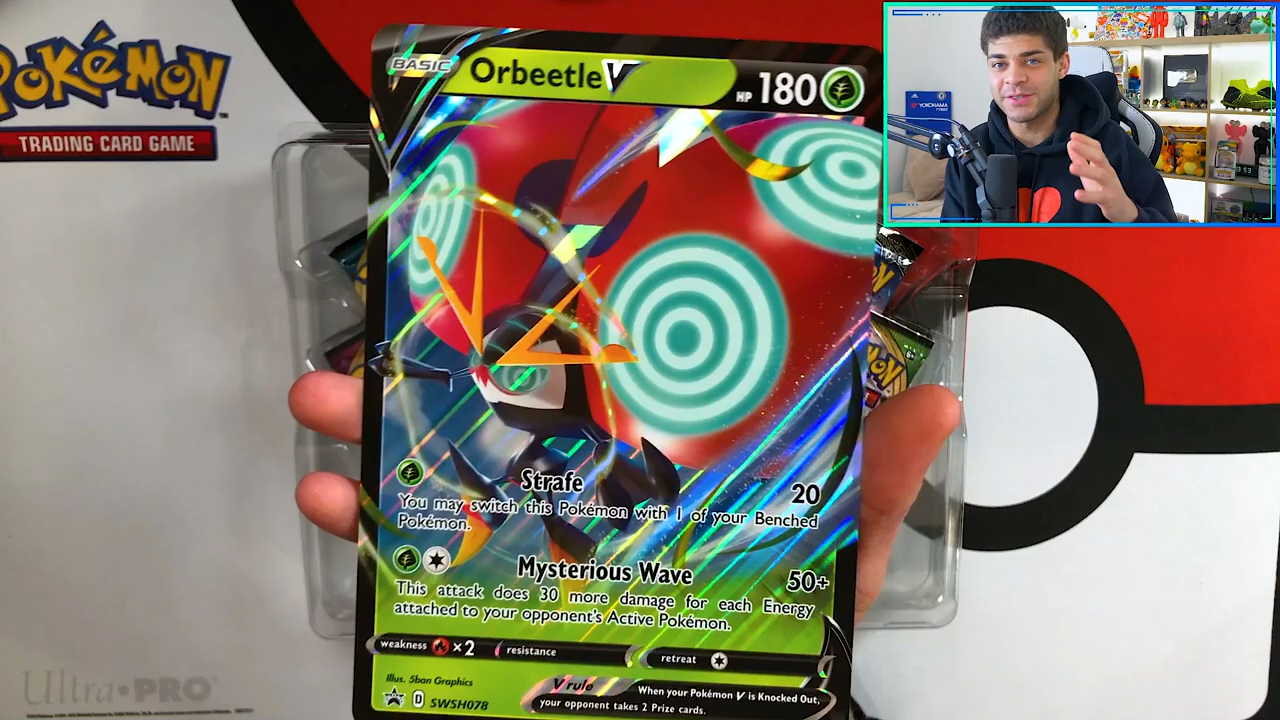 POKéMON
TRADING CARD GAME
BASIC
Orbeetle V
HP 180
YOKOHAMA
Strafe
20
You may switch this Pokémon with 1 of your Benched
Pokémon.
Mysterious Wave
50+
This attack does 30 more damage for each Energy
attached to your opponent's Active Pokémon.
weakness ×2
resistance
retreat
Illus. 5ban Graphics
D SWSH078
V rule
When your Pokémon V is Knocked Out,
your opponent takes 2 Prize cards.
Ultra•PRO